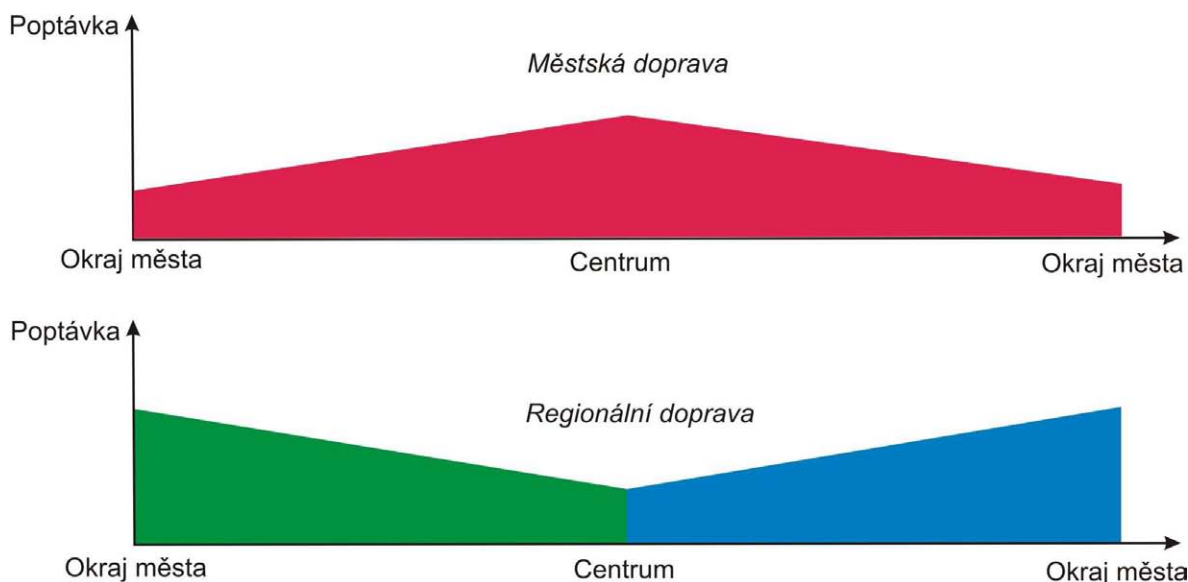 Poptávka
Městská doprava
Okraj města Centrum Okraj města
Poptávka
Regionální doprava
Okraj města Centrum Okraj města